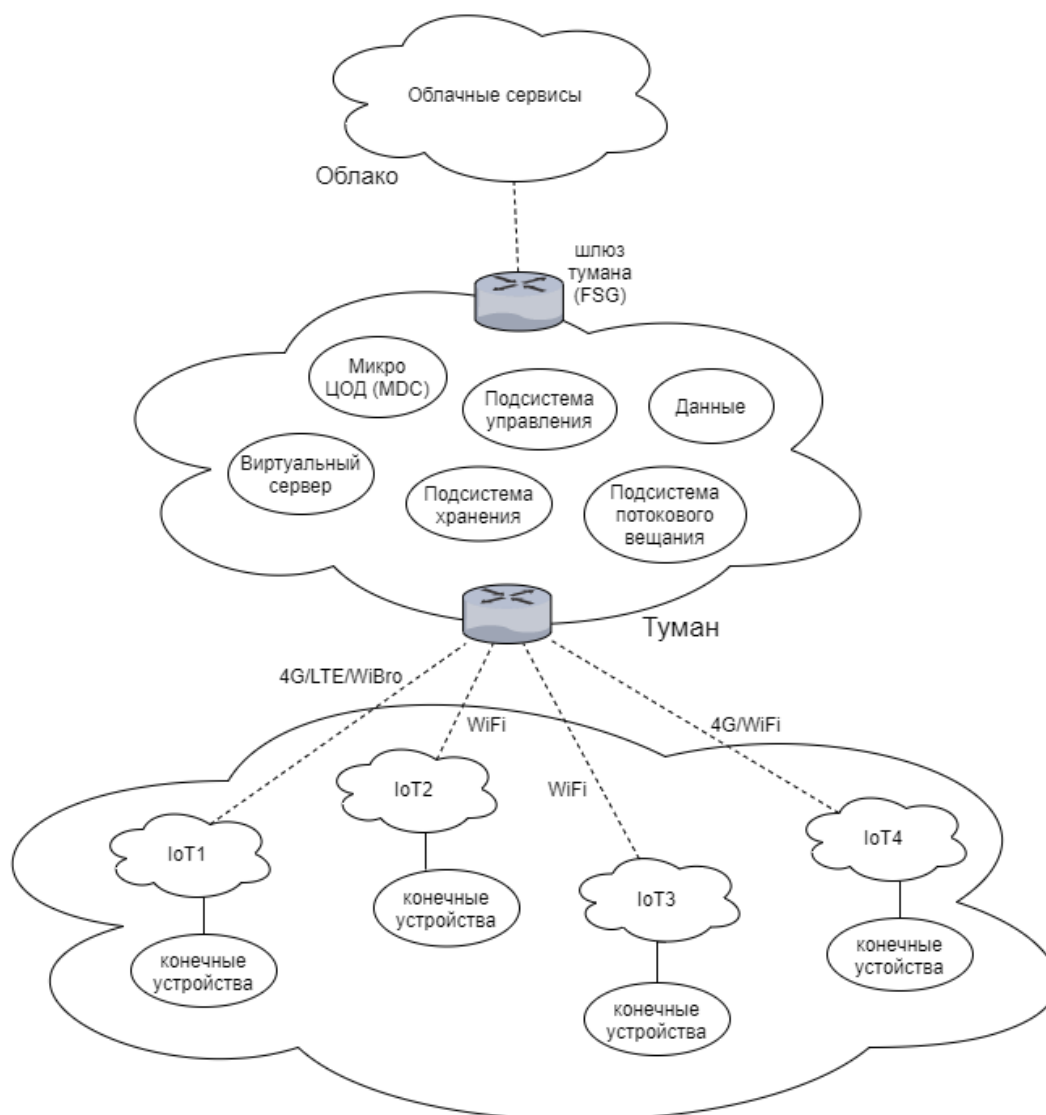 Облачные сервисы
Облако
шлюз
тумана
(FSG)
Микро
ЦОД (MDC)
Подсистема
управления
Данные
Виртуальный
сервер
Подсистема
хранения
Подсистема
потокового
вещания
Туман
4G/LTE/WiBro
WiFi
4G/WiFi
WiFi
IoT2
IoT1
IoT4
IoT3
конечные
устройства
конечные
устройства
конечные
устойства
конечные
устройства